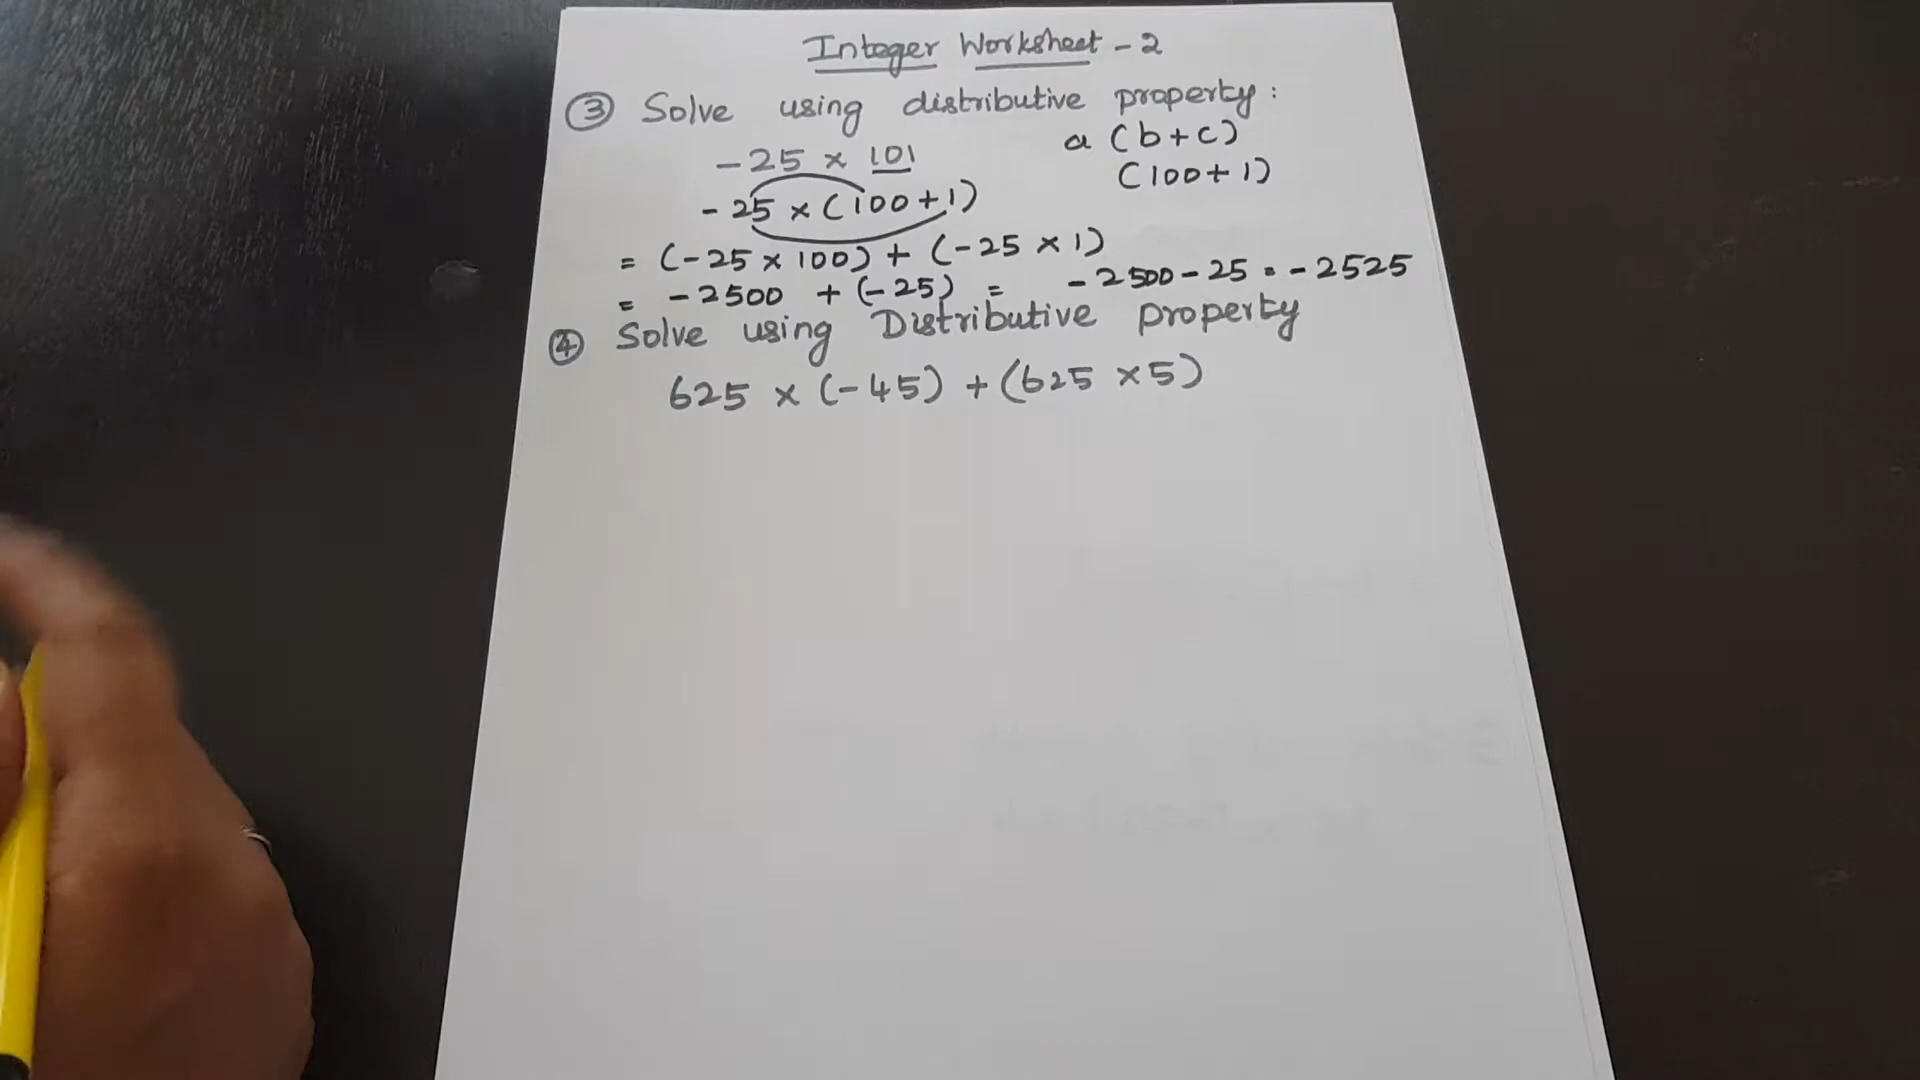 Integer Worksheet - 2
③ Solve using distributive property :
a (b+c)
-25 × 101
(100+1)
-25 × (100+1)
= (-25 × 100) + (-25 × 1)
= -2500 + (-25) = -2500 - 25 = -2525
④ Solve using Distributive property
625 × (-45) + (625 × 5)